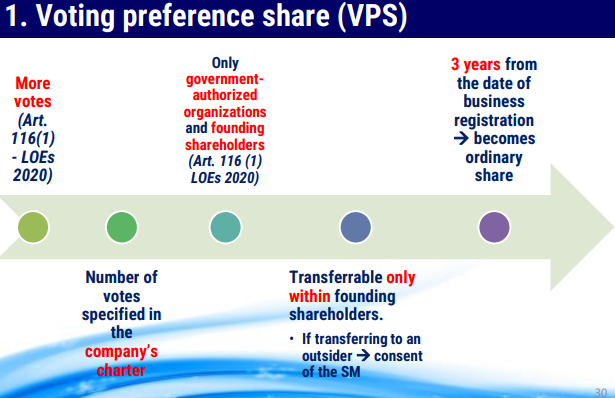 1. Voting preference share (VPS)
More
votes
(Art.
116(1)
- LOEs
2020)
Only
government-
authorized
organizations
and founding
shareholders
(Art. 116 (1)
LOEs 2020)
3 years from
the date of
business
registration
→ becomes
ordinary
share
Number of
votes
specified in
the
company's
charter
Transferrable only
within founding
shareholders.
• If transferring to an
outsider → consent
of the SM
30